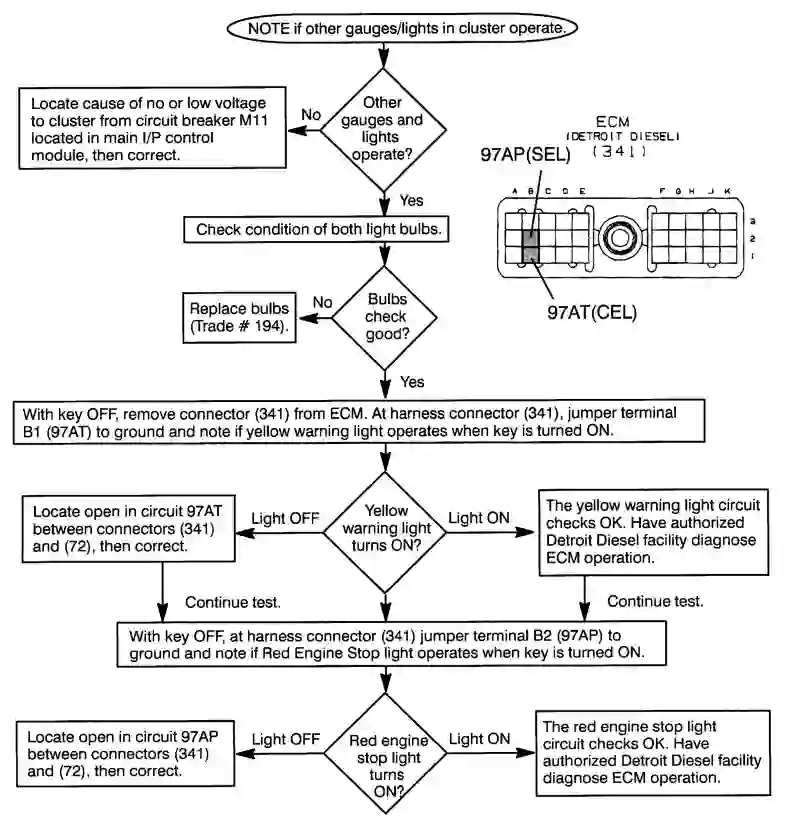 NOTE if other gauges/lights in cluster operate.
Locate cause of no or low voltage
to cluster from circuit breaker M11
located in main I/P control
module, then correct.
No
Other
gauges and
lights
operate?
ECM
(DETROIT DIESEL)
(341)
97AP(SEL)
A B C D E
F G H J K
3
2
1
97AT(CEL)
Yes
Check condition of both light bulbs.
Replace bulbs
(Trade # 194).
No
Bulbs
check
good?
Yes
With key OFF, remove connector (341) from ECM. At harness connector (341), jumper terminal
B1 (97AT) to ground and note if yellow warning light operates when key is turned ON.
Locate open in circuit 97AT
between connectors (341)
and (72), then correct.
Light OFF
Yellow
warning light
turns ON?
Light ON
The yellow warning light circuit
checks OK. Have authorized
Detroit Diesel facility diagnose
ECM operation.
Continue test.
Continue test.
With key OFF, at harness connector (341) jumper terminal B2 (97AP) to
ground and note if Red Engine Stop light operates when key is turned ON.
Locate open in circuit 97AP
between connectors (341)
and (72), then correct.
Light OFF
Red engine
stop light
turns
ON?
Light ON
The red engine stop light
circuit checks OK. Have
authorized Detroit Diesel facility
diagnose ECM operation.